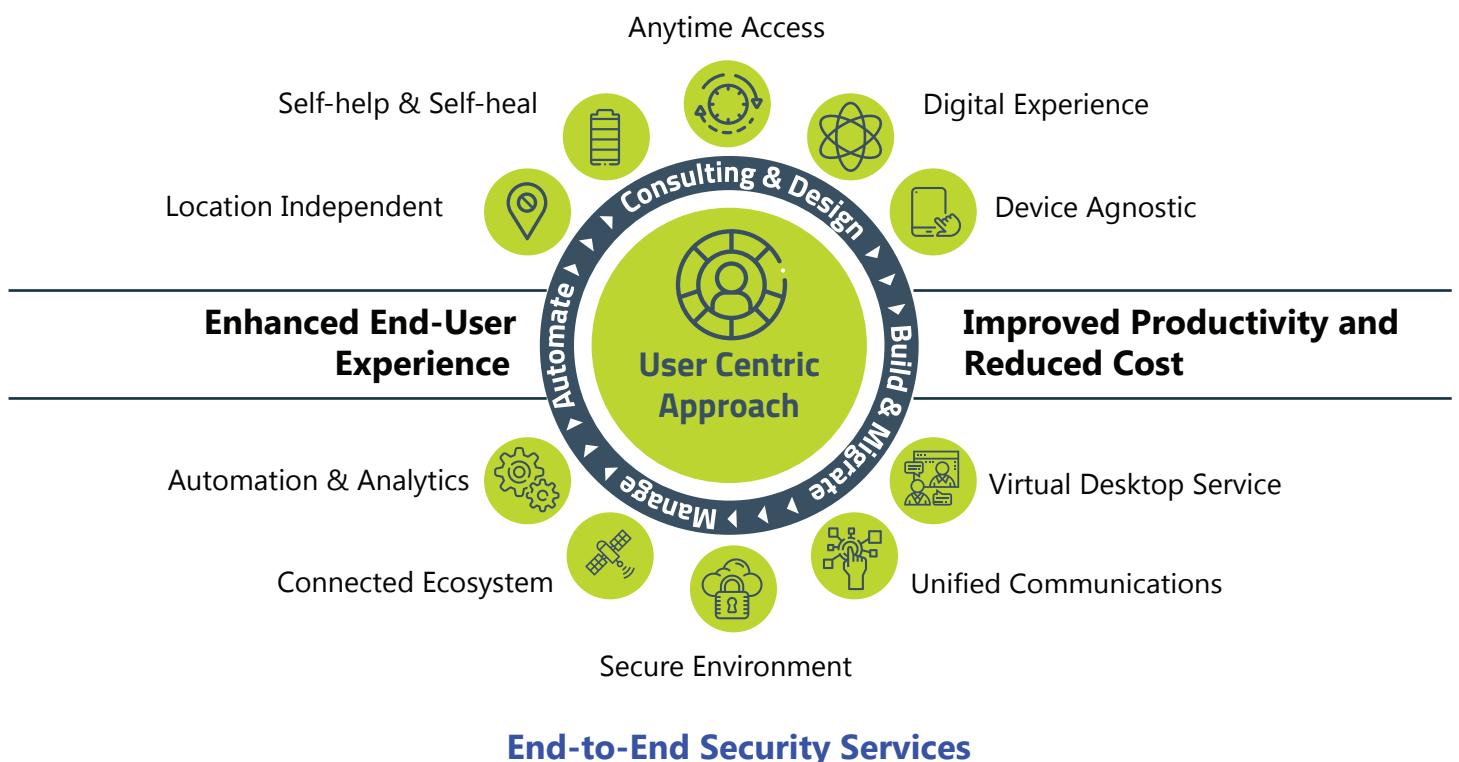 Anytime Access
Self-help & Self-heal
Digital Experience
Location Independent
Device Agnostic
Consulting & Design
Automate
Build & Migrate
Manage
Enhanced End-User
Experience
User Centric
Approach
Improved Productivity and
Reduced Cost
Automation & Analytics
Virtual Desktop Service
Connected Ecosystem
Unified Communications
Secure Environment
End-to-End Security Services